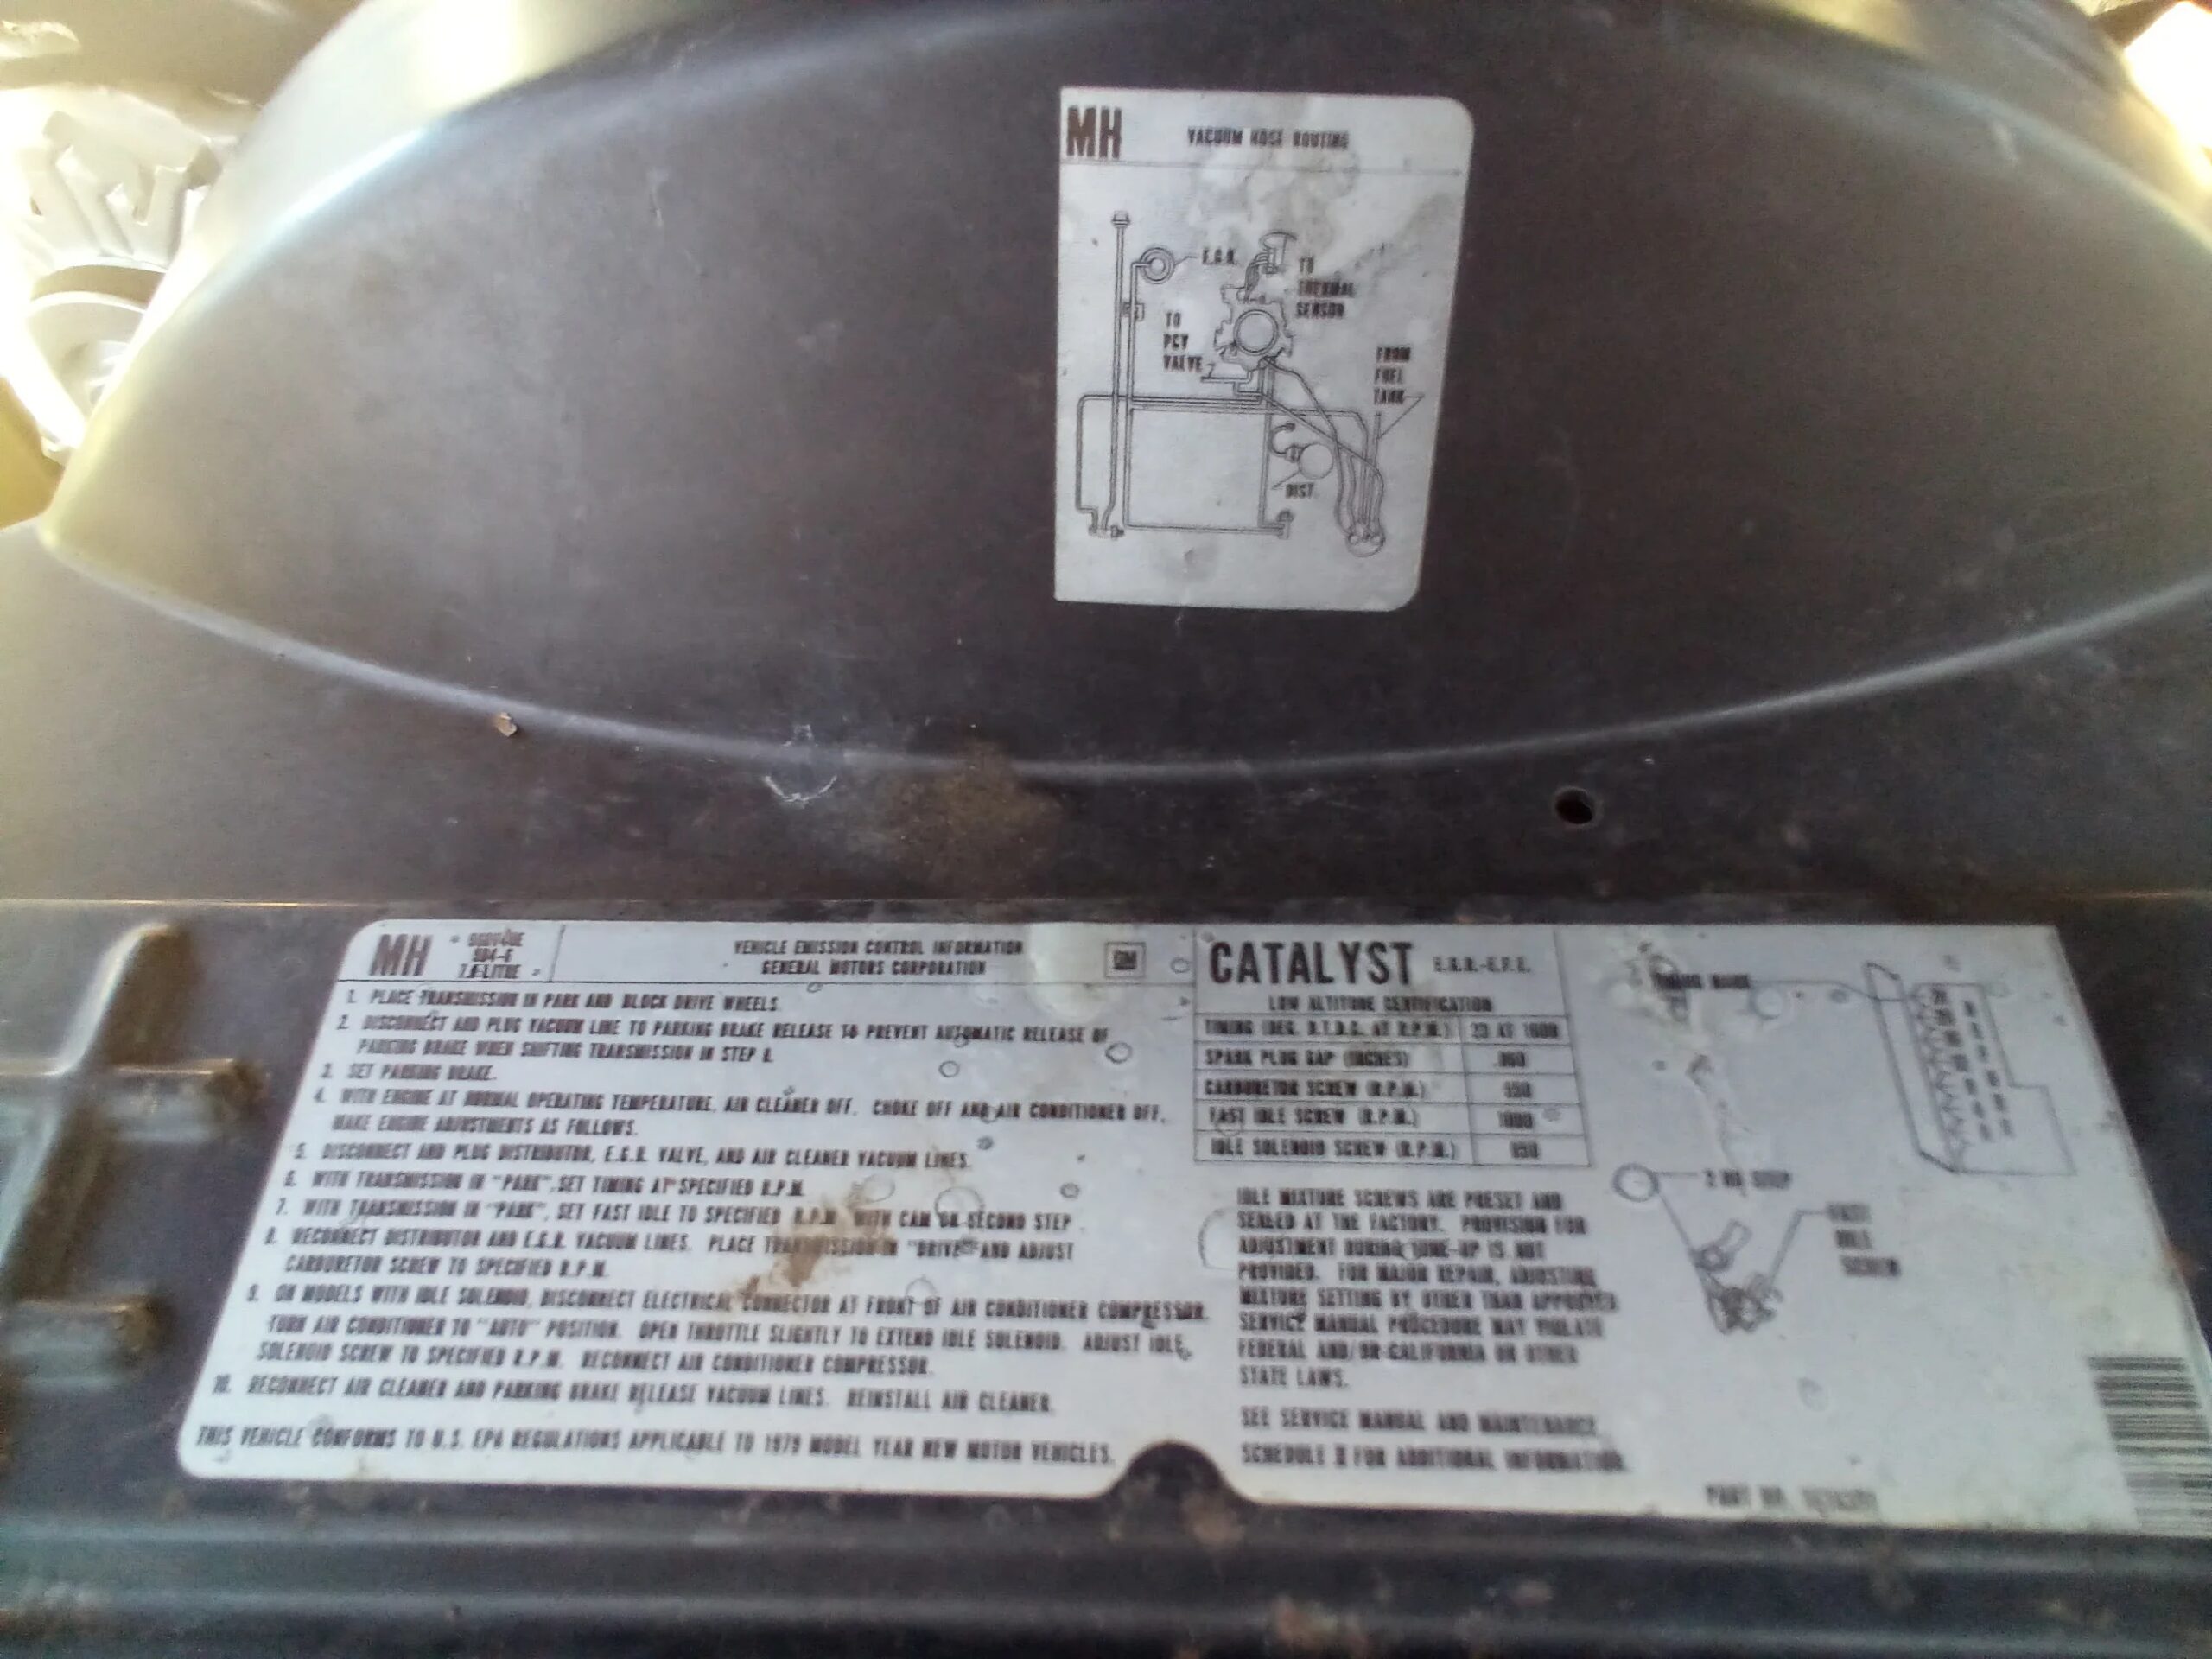 MH VACUUM HOSE ROUTING
E.G.R.
TO
THERMAL
SENSOR
TO
PCV
VALVE
FROM
FUEL
TANK
DIST.
MH
VEHICLE EMISSION CONTROL INFORMATION
GENERAL MOTORS CORPORATION
GM
1. PLACE TRANSMISSION IN PARK AND BLOCK DRIVE WHEELS.
2. DISCONNECT AND PLUG VACUUM LINE TO PARKING BRAKE RELEASE TO PREVENT AUTOMATIC RELEASE OF
PARKING BRAKE WHEN SHIFTING TRANSMISSION IN STEP 8.
3. SET PARKING BRAKE.
4. WITH ENGINE AT NORMAL OPERATING TEMPERATURE, AIR CLEANER OFF, CHOKE OFF AND AIR CONDITIONER OFF,
MAKE ENGINE ADJUSTMENTS AS FOLLOWS.
5. DISCONNECT AND PLUG DISTRIBUTOR, E.G.R. VALVE, AND AIR CLEANER VACUUM LINES.
6. WITH TRANSMISSION IN "PARK", SET TIMING AT SPECIFIED R.P.M.
7. WITH TRANSMISSION IN "PARK", SET FAST IDLE TO SPECIFIED R.P.M. WITH CAM ON SECOND STEP.
8. RECONNECT DISTRIBUTOR AND E.G.R. VACUUM LINES. PLACE TRANSMISSION IN "DRIVE" AND ADJUST
CARBURETOR SCREW TO SPECIFIED R.P.M.
9. ON MODELS WITH IDLE SOLENOID, DISCONNECT ELECTRICAL CONNECTOR AT FRONT OF AIR CONDITIONER COMPRESSOR.
TURN AIR CONDITIONER TO "AUTO" POSITION. OPEN THROTTLE SLIGHTLY TO EXTEND IDLE SOLENOID. ADJUST IDLE
SOLENOID SCREW TO SPECIFIED R.P.M. RECONNECT AIR CONDITIONER COMPRESSOR.
10. RECONNECT AIR CLEANER AND PARKING BRAKE RELEASE VACUUM LINES. REINSTALL AIR CLEANER.
THIS VEHICLE CONFORMS TO U.S. EPA REGULATIONS APPLICABLE TO 1979 MODEL YEAR NEW MOTOR VEHICLES.
CATALYST E.G.R.-E.F.E.
LOW ALTITUDE CERTIFICATION
TIMING (DEG. B.T.D.C. AT R.P.M.) 23 AT 1600
SPARK PLUG GAP (INCHES) .060
CARBURETOR SCREW (R.P.M.)
FAST IDLE SCREW (R.P.M.) 1000
IDLE SOLENOID SCREW (R.P.M.)
IDLE MIXTURE SCREWS ARE PRESET AND
SEALED AT THE FACTORY. PROVISION FOR
ADJUSTMENT DURING TUNE-UP IS NOT
PROVIDED. FOR MAJOR REPAIR, ADJUSTING
MIXTURE SETTING BY OTHER THAN APPROVED
SERVICE MANUAL PROCEDURE MAY VIOLATE
FEDERAL AND/OR CALIFORNIA OR OTHER
STATE LAWS.
SEE SERVICE MANUAL AND MAINTENANCE
SCHEDULE II FOR ADDITIONAL INFORMATION.
2 ND STEP
FAST
IDLE
SCREW
PART NO.